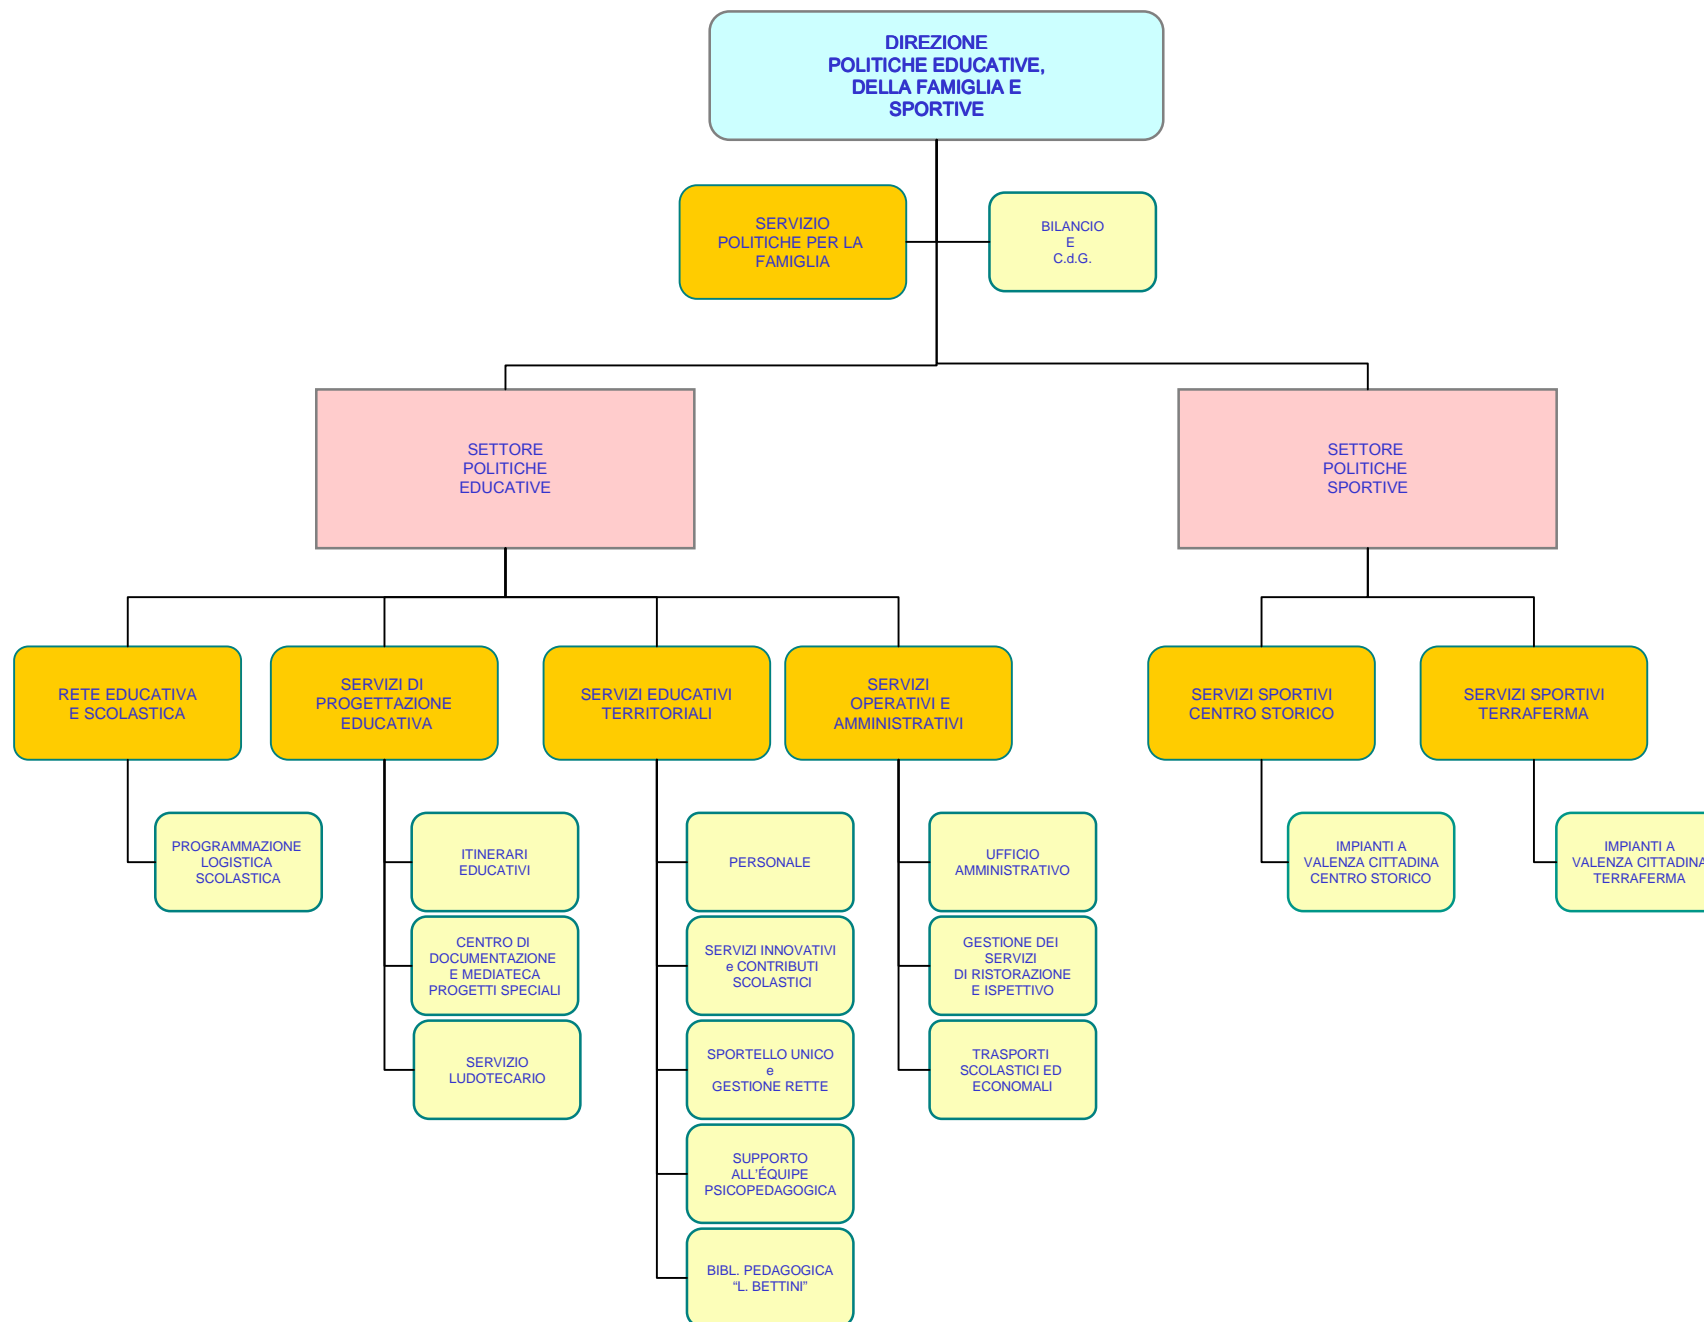 DIREZIONE
POLITICHE EDUCATIVE,
DELLA FAMIGLIA E
SPORTIVE
SERVIZIO
POLITICHE PER LA
FAMIGLIA
BILANCIO
E
C.d.G.
SETTORE
POLITICHE
EDUCATIVE
SETTORE
POLITICHE
SPORTIVE
RETE EDUCATIVA
E SCOLASTICA
SERVIZI DI
PROGETTAZIONE
EDUCATIVA
SERVIZI EDUCATIVI
TERRITORIALI
SERVIZI
OPERATIVI E
AMMINISTRATIVI
SERVIZI SPORTIVI
CENTRO STORICO
SERVIZI SPORTIVI
TERRAFERMA
PROGRAMMAZIONE
LOGISTICA
SCOLASTICA
ITINERARI
EDUCATIVI
PERSONALE
UFFICIO
AMMINISTRATIVO
IMPIANTI A
VALENZA CITTADINA
CENTRO STORICO
IMPIANTI A
VALENZA CITTADINA
TERRAFERMA
CENTRO DI
DOCUMENTAZIONE
E MEDIATECA
PROGETTI SPECIALI
SERVIZI INNOVATIVI
e CONTRIBUTI
SCOLASTICI
GESTIONE DEI
SERVIZI
DI RISTORAZIONE
E ISPETTIVO
SERVIZIO
LUDOTECARIO
SPORTELLO UNICO
e
GESTIONE RETTE
TRASPORTI
SCOLASTICI ED
ECONOMALI
SUPPORTO
ALL'ÉQUIPE
PSICOPEDAGOGICA
BIBL. PEDAGOGICA
“L. BETTINI”